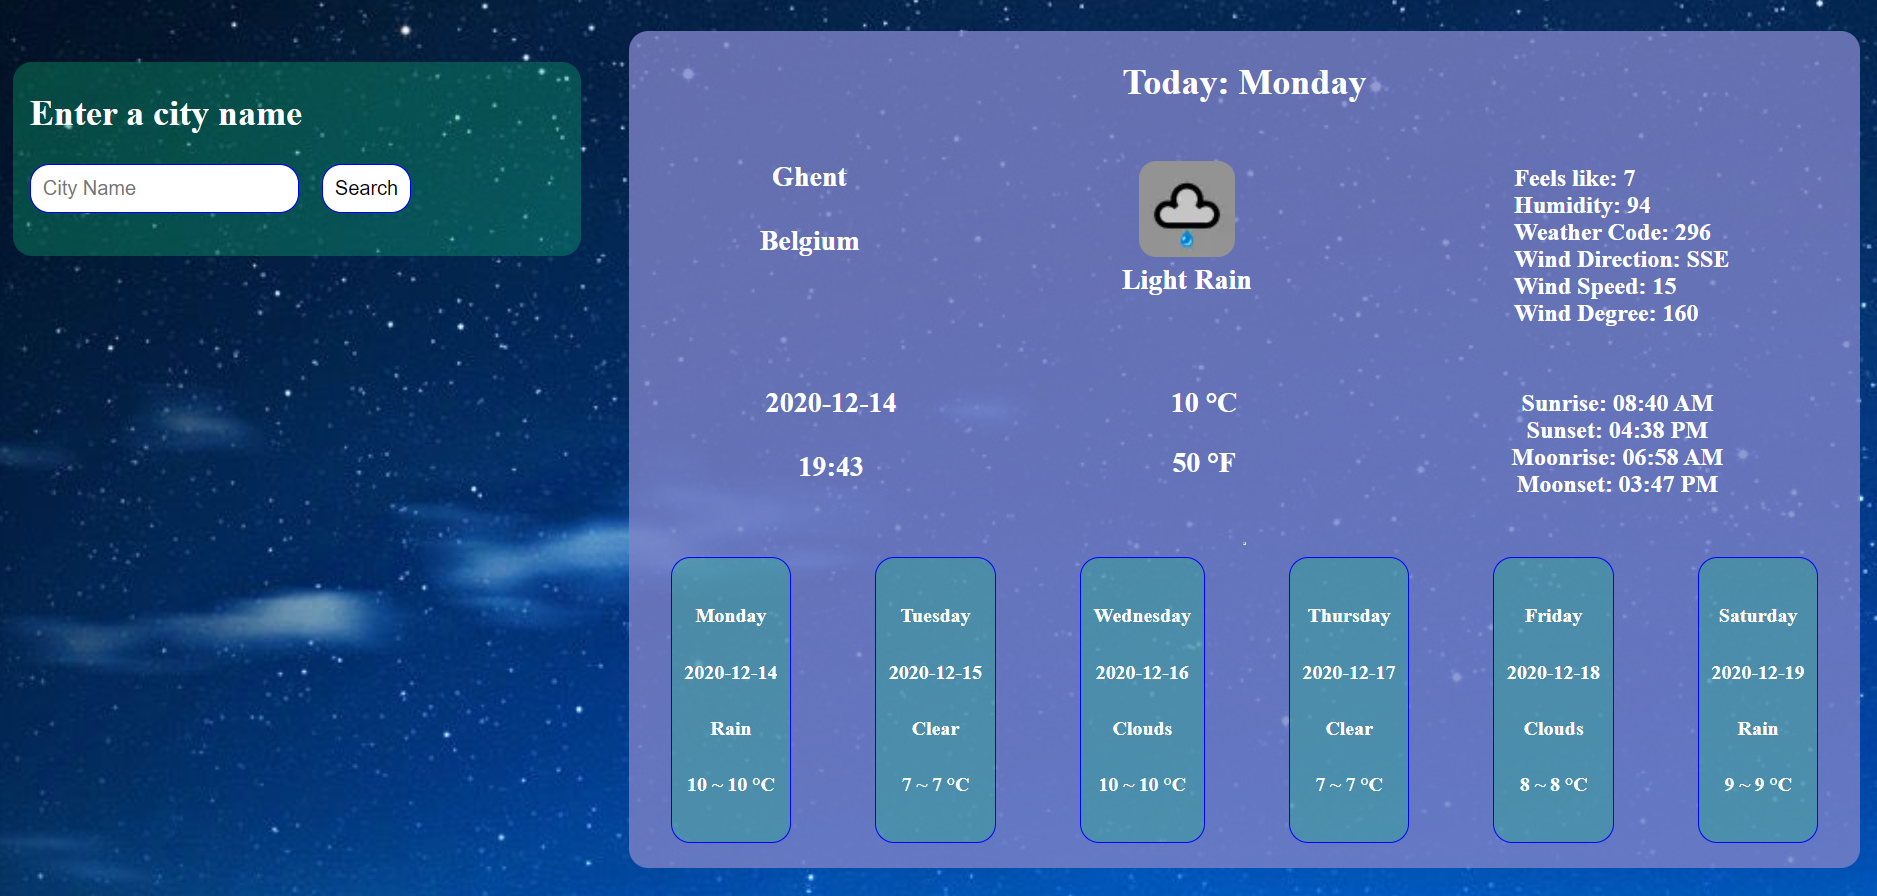 Enter a city name
City Name
Search
Today: Monday
Ghent
Belgium
Light Rain
Feels like: 7
Humidity: 94
Weather Code: 296
Wind Direction: SSE
Wind Speed: 15
Wind Degree: 160
2020-12-14
19:43
10 °C
50 °F
Sunrise: 08:40 AM
Sunset: 04:38 PM
Moonrise: 06:58 AM
Moonset: 03:47 PM
Monday
2020-12-14
Rain
10 ~ 10 °C
Tuesday
2020-12-15
Clear
7 ~ 7 °C
Wednesday
2020-12-16
Clouds
10 ~ 10 °C
Thursday
2020-12-17
Clear
7 ~ 7 °C
Friday
2020-12-18
Clouds
8 ~ 8 °C
Saturday
2020-12-19
Rain
9 ~ 9 °C